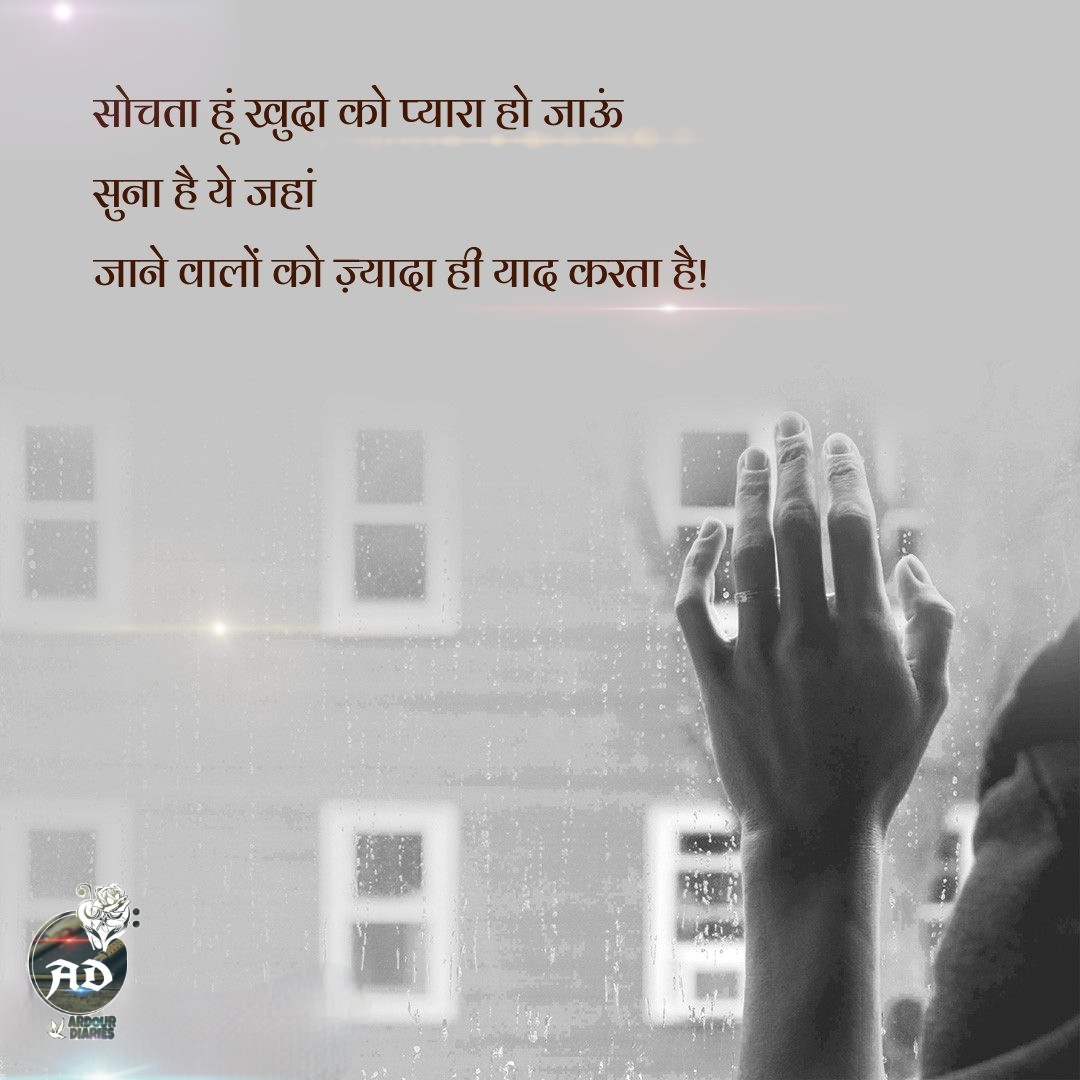 सोचता हूं खुदा को प्यारा हो जाऊं
सुना है ये जहां
जाने वालों को ज़्यादा ही याद करता है!
AD
ARDOUR
DIARIES